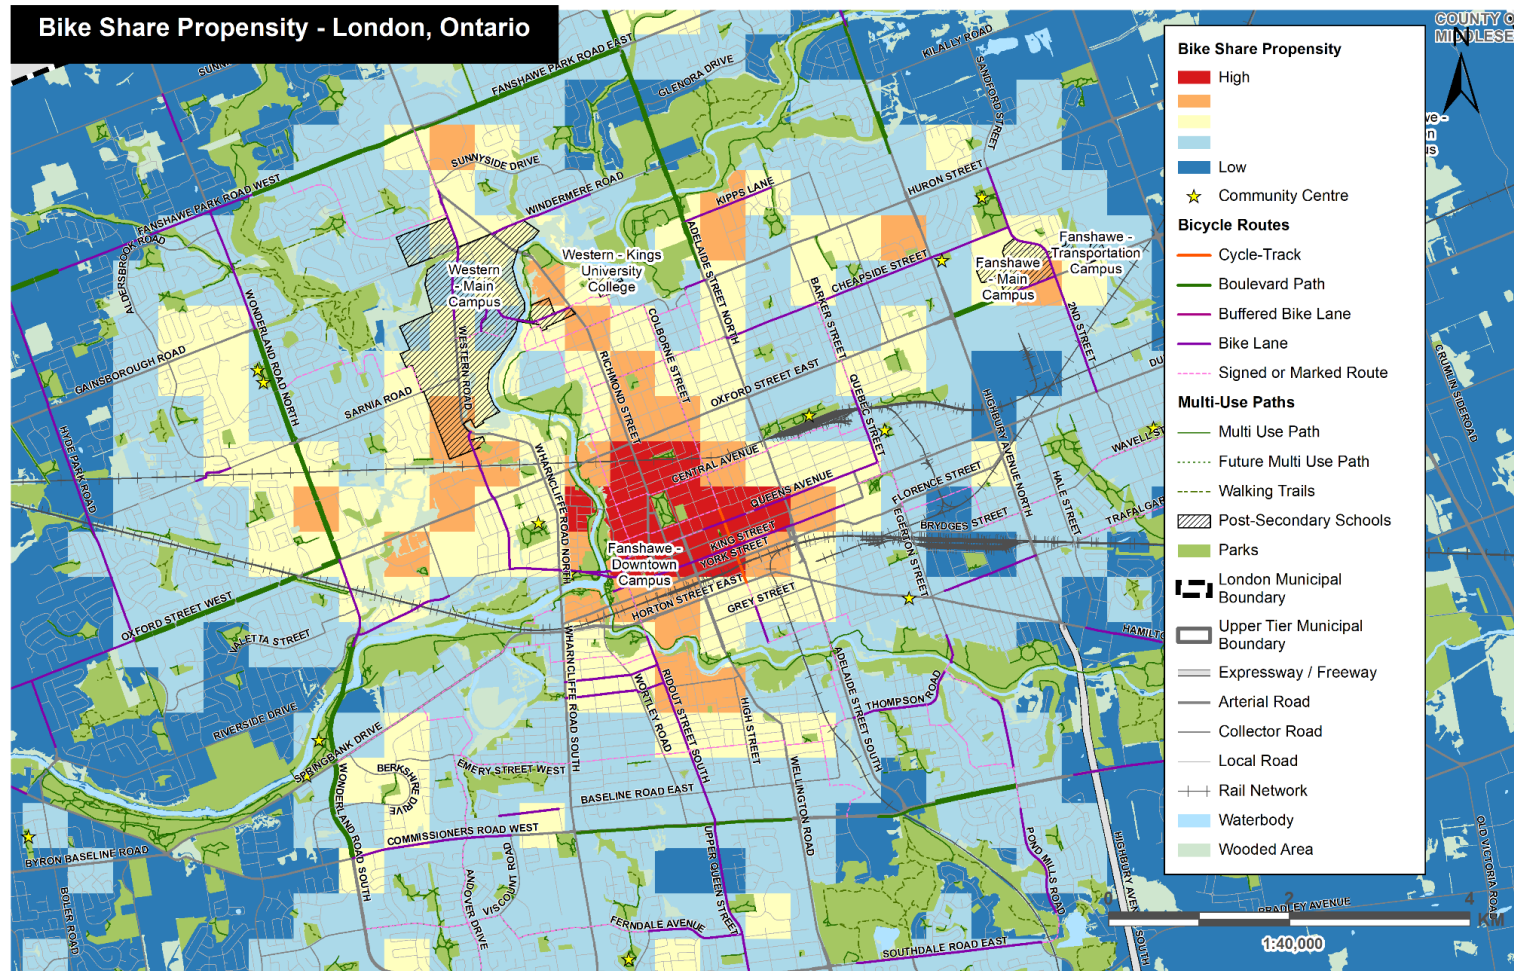 Bike Share Propensity - London, Ontario
COUNTY O
MIDDLESE
N
Bike Share Propensity
High
Low
Community Centre
Bicycle Routes
Cycle-Track
Boulevard Path
Buffered Bike Lane
Bike Lane
Signed or Marked Route
Multi-Use Paths
Multi Use Path
Future Multi Use Path
Walking Trails
Post-Secondary Schools
Parks
London Municipal
Boundary
Upper Tier Municipal
Boundary
Expressway / Freeway
Arterial Road
Collector Road
Local Road
Rail Network
Waterbody
Wooded Area
FANSHAWE PARK ROAD EAST
GLENORA DRIVE
KILALLY ROAD
SANDFORD STREET
SUNNYSIDE DRIVE
WINDERMERE ROAD
KIPPS LANE
HURON STREET
FANSHAWE PARK ROAD WEST
ALDERSBROOK ROAD
WONDERLAND ROAD NORTH
Western
- Main
Campus
Western - Kings
University
College
ADELAIDE STREET NORTH
CHEAPSIDE STREET
Fanshawe
- Main
Campus
Fanshawe -
Transportation
Campus
2ND STREET
BARKER STREET
COLBORNE STREET
RICHMOND STREET
WESTERN ROAD
GAINSBOROUGH ROAD
SARNIA ROAD
OXFORD STREET EAST
QUEBEC STREET
HIGHBURY AVENUE NORTH
CRUMLIN SIDEROAD
HYDE PARK ROAD
WHARNCLIFFE ROAD NORTH
CENTRAL AVENUE
QUEENS AVENUE
FLORENCE STREET
HALE STREET
WAVELL ST
TRAFALGAR
BRYDGES STREET
EGERTON STREET
KING STREET
YORK STREET
Fanshawe -
Downtown
Campus
HORTON STREET EAST
GREY STREET
OXFORD STREET WEST
VALETTA STREET
HAMILTO
RIVERSIDE DRIVE
SPRINGBANK DRIVE
WHARNCLIFFE ROAD SOUTH
WORTLEY ROAD
RIDOUT STREET SOUTH
HIGH STREET
ADELAIDE STREET SOUTH
THOMPSON ROAD
BERKSHIRE DRIVE
EMERY STREET WEST
BASELINE ROAD EAST
WELLINGTON ROAD
COMMISSIONERS ROAD WEST
WONDERLAND ROAD SOUTH
BYRON BASELINE ROAD
BOLER ROAD
ANDOVER DRIVE
VISCOUNT ROAD
UPPER QUEEN STREET
FERNDALE AVENUE
POND MILLS ROAD
HIGHBURY AVENUE SOUTH
SOUTHDALE ROAD EAST
BRADLEY AVENUE
OLD VICTORIA ROAD
0 2 4
KM
1:40,000